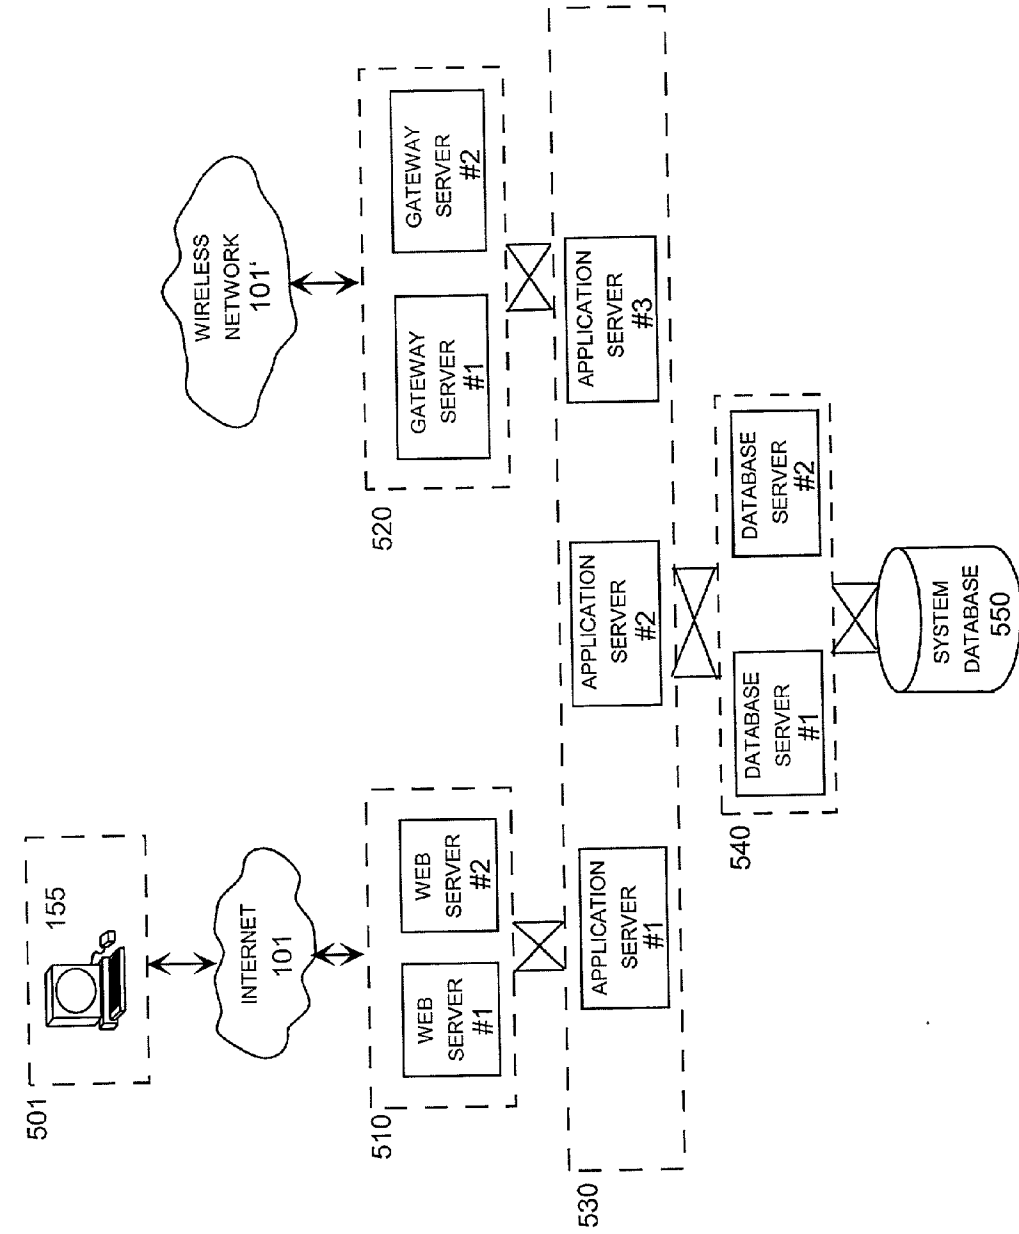 501
155
INTERNET
101
WIRELESS
NETWORK
101'
510
WEB
SERVER
#1
WEB
SERVER
#2
520
GATEWAY
SERVER
#1
GATEWAY
SERVER
#2
530
APPLICATION
SERVER
#1
APPLICATION
SERVER
#2
APPLICATION
SERVER
#3
540
DATABASE
SERVER
#1
DATABASE
SERVER
#2
SYSTEM
DATABASE
550